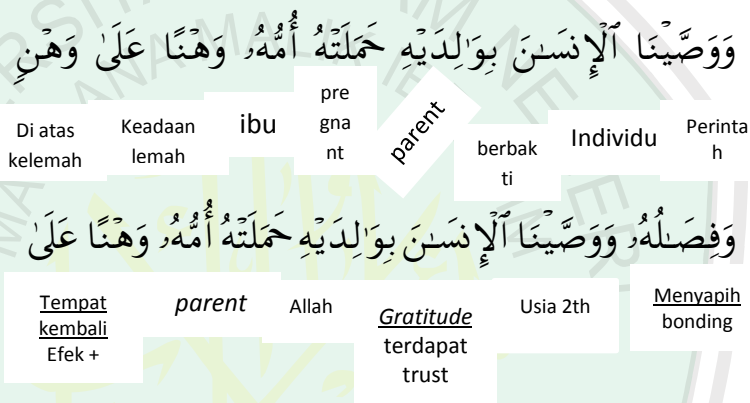 وَوَصَّيْنَا ٱلْإِنسَـٰنَ بِوَٰلِدَيْهِ حَمَلَتْهُ أُمُّهُۥ وَهْنًا عَلَىٰ وَهْنٍ
Di atas
kelemah
Keadaan
lemah
ibu
pre
gna
nt
parent
berbak
ti
Individu
Perinta
h
وَفِصَـٰلُهُۥ وَوَصَّيْنَا ٱلْإِنسَـٰنَ بِوَٰلِدَيْهِ حَمَلَتْهُ أُمُّهُۥ وَهْنًا عَلَىٰ
Tempat
kembali
Efek +
parent
Allah
Gratitude
terdapat
trust
Usia 2th
Menyapih
bonding